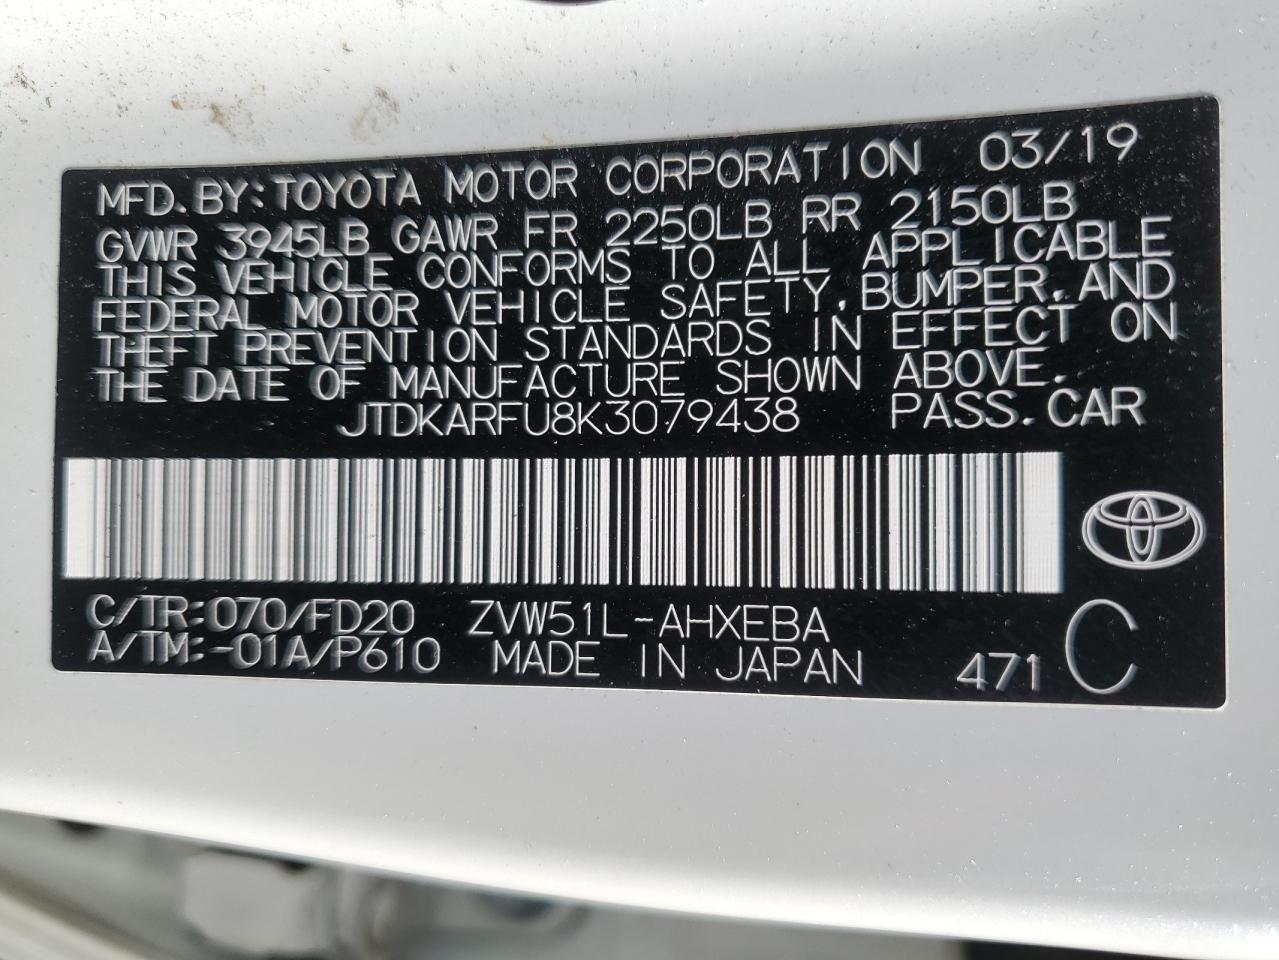 MFD. BY: TOYOTA MOTOR CORPORATION 03/19
GVWR 3945LB GAWR FR 2250LB RR 2150LB
THIS VEHICLE CONFORMS TO ALL APPLICABLE
FEDERAL MOTOR VEHICLE SAFETY, BUMPER, AND
THEFT PREVENTION STANDARDS IN EFFECT ON
THE DATE OF MANUFACTURE SHOWN ABOVE.
JTDKARFU8K3079438 PASS. CAR
C/TR: 070/FD20 ZVW51L-AHXEBA
A/TM: -01A/P610 MADE IN JAPAN 471 C